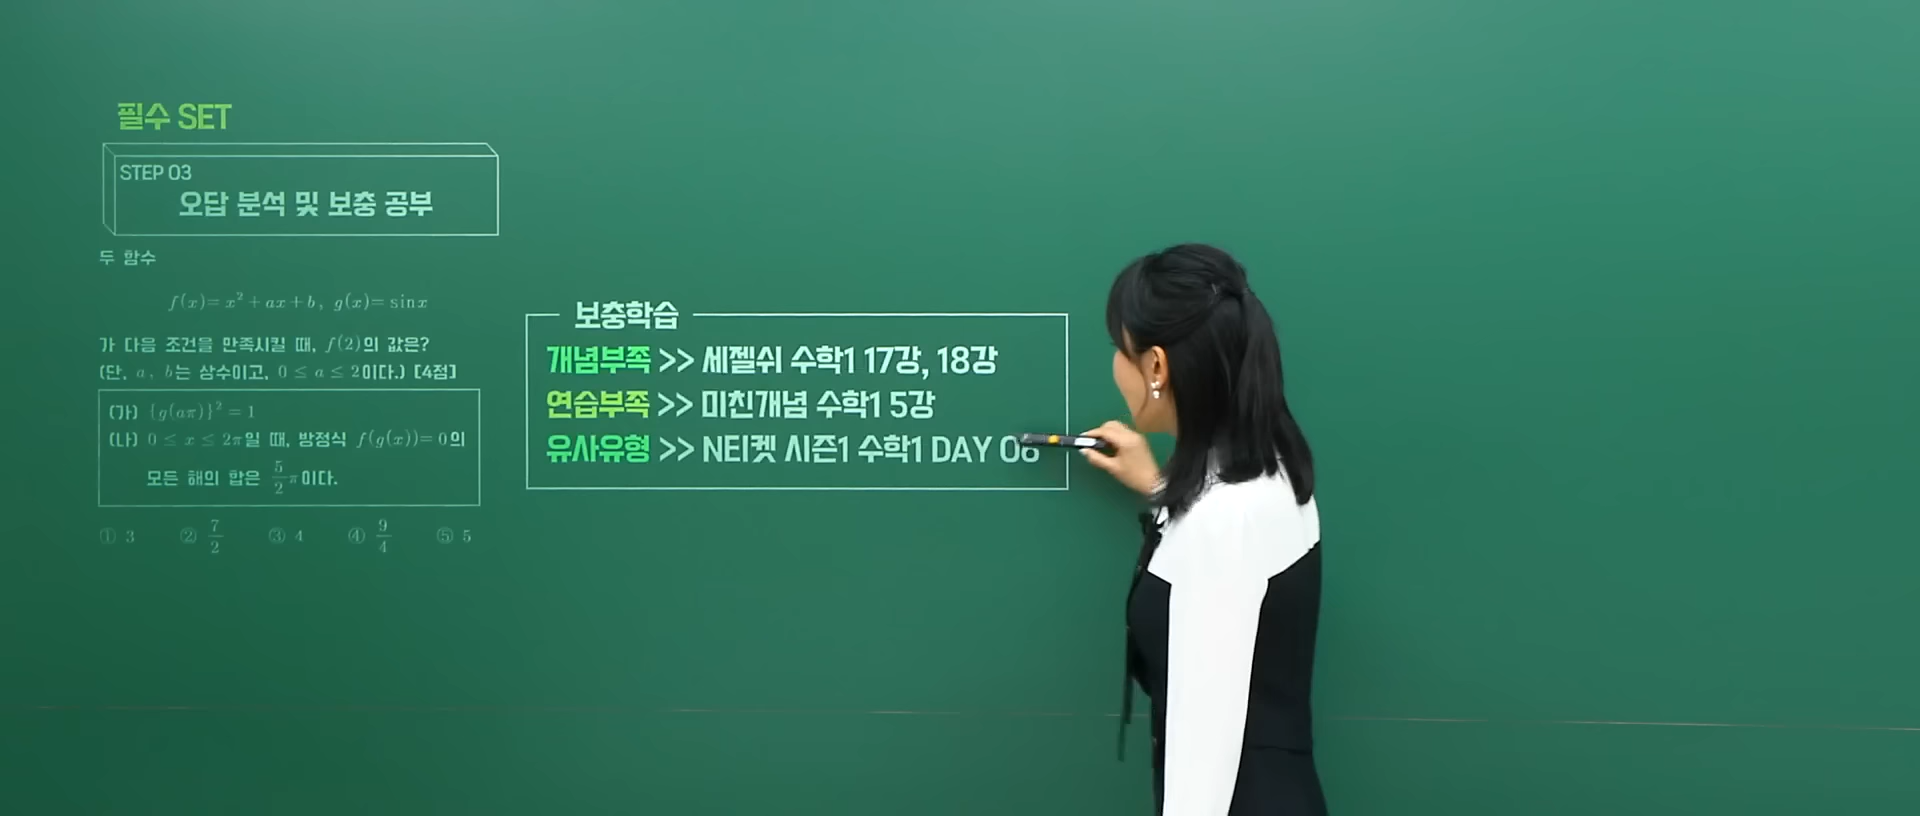 필수 SET
STEP 03
오답 분석 및 보충 공부
두 함수
f(x)=x²+ax+b, g(x)=sinx
가 다음 조건을 만족시킬 때, f(2)의 값은?
(단, a, b는 상수이고, 0≤a≤2이다.) [4점]
(가) {g(aπ)}²=1
(나) 0≤x≤2π일 때, 방정식 f(g(x))=0의
모든 해의 합은 5/2π이다.
① 3 ② 7/2 ③ 4 ④ 9/4 ⑤ 5
보충학습
개념부족 >> 세젤쉬 수학1 17강, 18강
연습부족 >> 미친개념 수학1 5강
유사유형 >> NE켓 시즌1 수학1 DAY 06